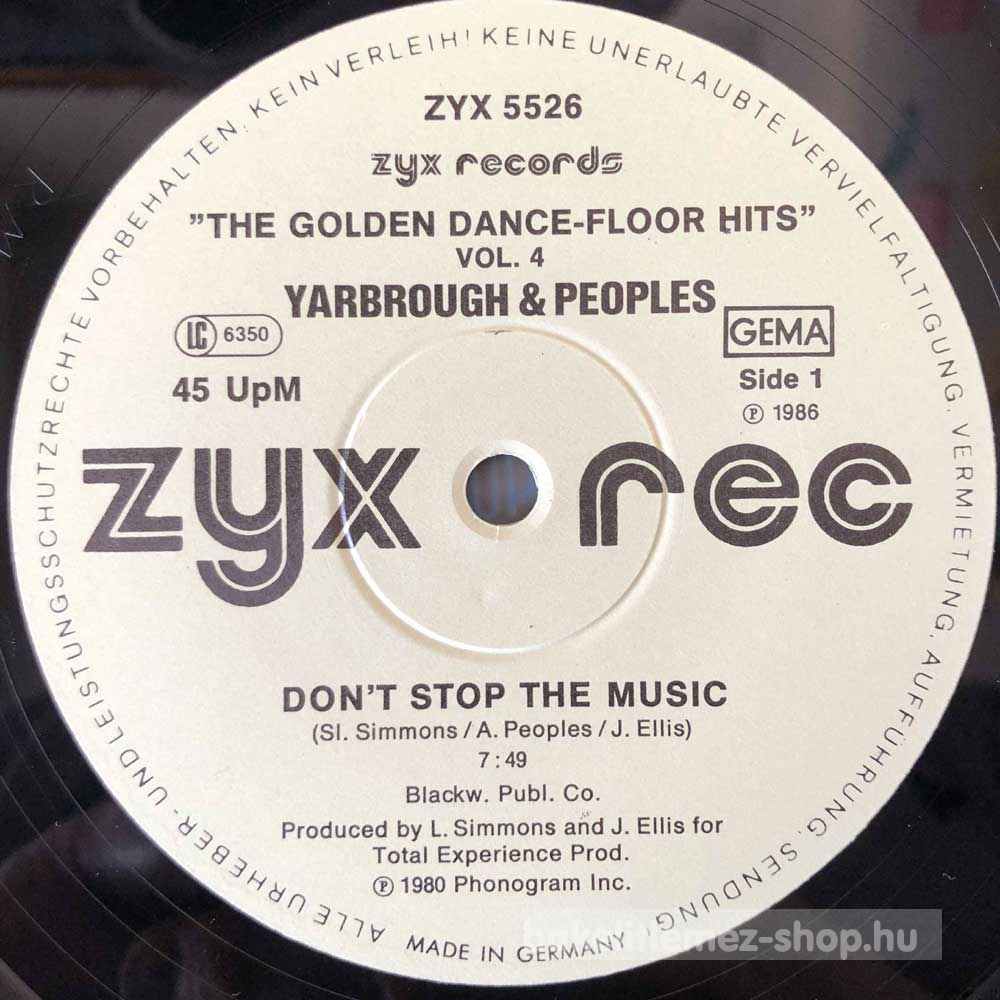 ZYX 5526
zyx records
"THE GOLDEN DANCE-FLOOR HITS"
VOL. 4
YARBROUGH & PEOPLES
LC 6350
GEMA
45 UpM
Side 1
℗ 1986
zyx rec
DON'T STOP THE MUSIC
(Sl. Simmons / A. Peoples / J. Ellis)
7:49
Blackw. Publ. Co.
Produced by L. Simmons and J. Ellis for
Total Experience Prod.
℗ 1980 Phonogram Inc.
ALLE URHEBER- UND LEISTUNGSSCHUTZRECHTE VORBEHALTEN. KEIN VERLEIH! KEINE UNERLAUBTE VERVIELFALTIGUNG, VERMIETUNG, AUFFÜHRUNG, SENDUNG!
MADE IN GERMANY
lemez-shop.hu